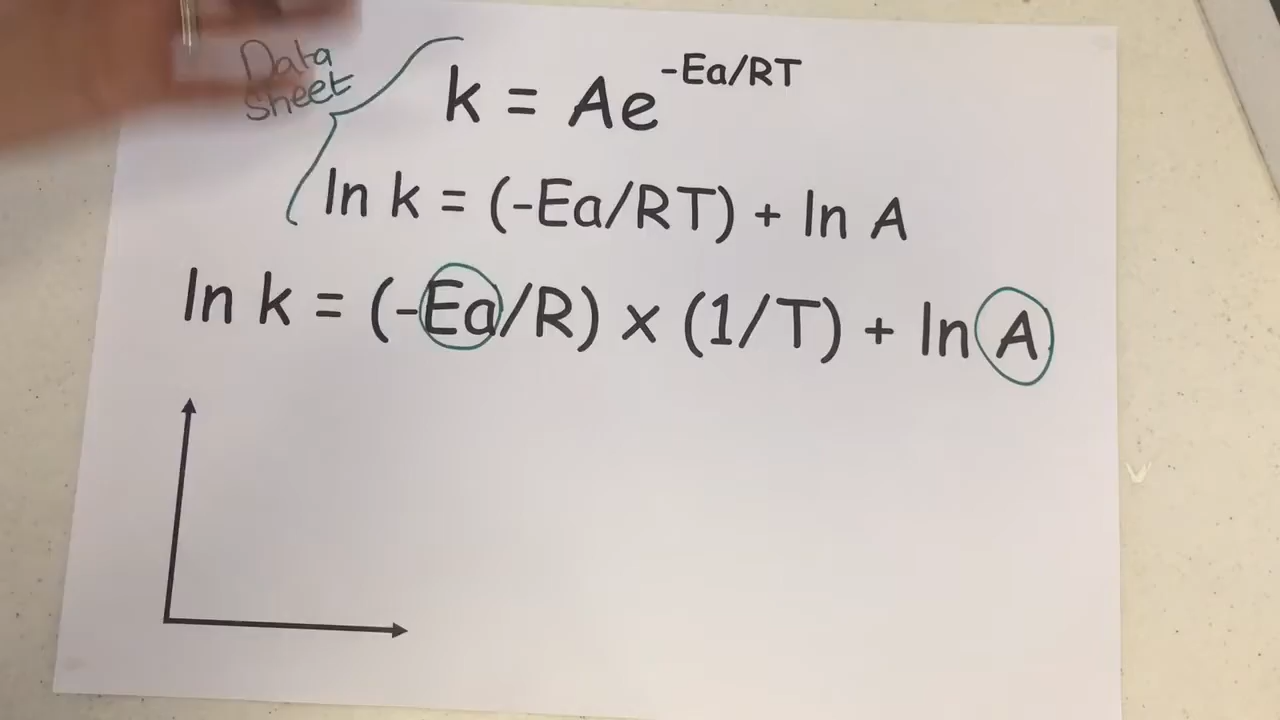 Data
sheet
k = Ae^-Ea/RT
ln k = (-Ea/RT) + ln A
ln k = (-Ea/R) x (1/T) + ln A